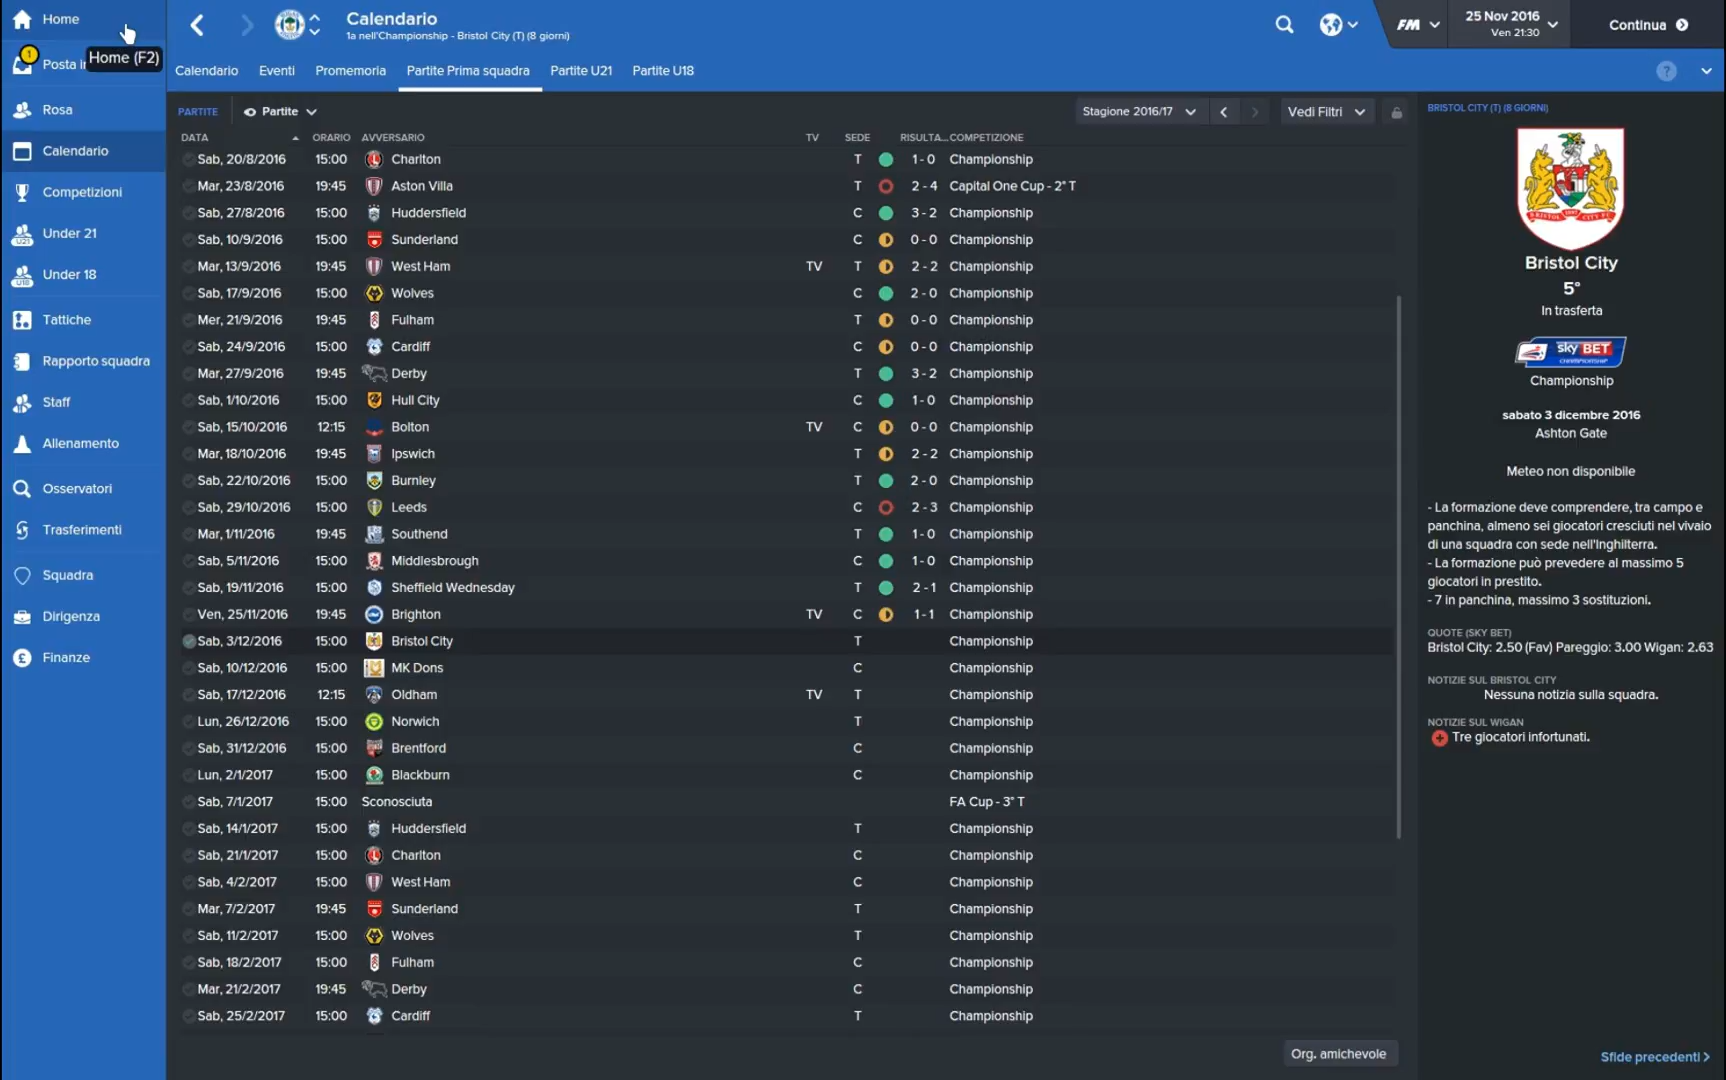 Home
Home (F2)
1
Posta i
Rosa
Calendario
Competizioni
Under 21
Under 18
Tattiche
Rapporto squadra
Staff
Allenamento
Osservatori
Trasferimenti
Squadra
Dirigenza
Finanze
Calendario
1a nell'Championship - Bristol City (T) (8 giorni)
FM
25 Nov 2016
Ven 21:30
Continua
Calendario Eventi Promemoria Partite Prima squadra Partite U21 Partite U18
?
PARTITE Partite Stagione 2016/17 Vedi Filtri
DATA ORARIO AVVERSARIO TV SEDE RISULTA... COMPETIZIONE
Sab, 20/8/2016 15:00 Charlton T 1 - 0 Championship
Mar, 23/8/2016 19:45 Aston Villa T 2 - 4 Capital One Cup - 2° T
Sab, 27/8/2016 15:00 Huddersfield C 3 - 2 Championship
Sab, 10/9/2016 15:00 Sunderland C 0 - 0 Championship
Mar, 13/9/2016 19:45 West Ham TV T 2 - 2 Championship
Sab, 17/9/2016 15:00 Wolves C 2 - 0 Championship
Mer, 21/9/2016 19:45 Fulham T 0 - 0 Championship
Sab, 24/9/2016 15:00 Cardiff C 0 - 0 Championship
Mar, 27/9/2016 19:45 Derby T 3 - 2 Championship
Sab, 1/10/2016 15:00 Hull City C 1 - 0 Championship
Sab, 15/10/2016 12:15 Bolton TV C 0 - 0 Championship
Mar, 18/10/2016 19:45 Ipswich T 2 - 2 Championship
Sab, 22/10/2016 15:00 Burnley T 2 - 0 Championship
Sab, 29/10/2016 15:00 Leeds C 2 - 3 Championship
Mar, 1/11/2016 19:45 Southend T 1 - 0 Championship
Sab, 5/11/2016 15:00 Middlesbrough C 1 - 0 Championship
Sab, 19/11/2016 15:00 Sheffield Wednesday T 2 - 1 Championship
Ven, 25/11/2016 19:45 Brighton TV C 1 - 1 Championship
Sab, 3/12/2016 15:00 Bristol City T Championship
Sab, 10/12/2016 15:00 MK Dons C Championship
Sab, 17/12/2016 12:15 Oldham TV T Championship
Lun, 26/12/2016 15:00 Norwich T Championship
Sab, 31/12/2016 15:00 Brentford C Championship
Lun, 2/1/2017 15:00 Blackburn C Championship
Sab, 7/1/2017 15:00 Sconosciuta FA Cup - 3° T
Sab, 14/1/2017 15:00 Huddersfield T Championship
Sab, 21/1/2017 15:00 Charlton C Championship
Sab, 4/2/2017 15:00 West Ham C Championship
Mar, 7/2/2017 19:45 Sunderland T Championship
Sab, 11/2/2017 15:00 Wolves T Championship
Sab, 18/2/2017 15:00 Fulham C Championship
Mar, 21/2/2017 19:45 Derby C Championship
Sab, 25/2/2017 15:00 Cardiff T Championship
Org. amichevole
BRISTOL CITY (T) (8 GIORNI)
BRISTOL CITY FC
Bristol City
5°
In trasferta
sky BET
CHAMPIONSHIP
Championship
sabato 3 dicembre 2016
Ashton Gate
Meteo non disponibile
- La formazione deve comprendere, tra campo e
panchina, almeno sei giocatori cresciuti nel vivaio
di una squadra con sede nell'Inghilterra.
- La formazione può prevedere al massimo 5
giocatori in prestito.
- 7 in panchina, massimo 3 sostituzioni.
QUOTE (SKY BET)
Bristol City: 2.50 (Fav) Pareggio: 3.00 Wigan: 2.63
NOTIZIE SUL BRISTOL CITY
Nessuna notizia sulla squadra.
NOTIZIE SUL WIGAN
Tre giocatori infortunati.
Sfide precedenti